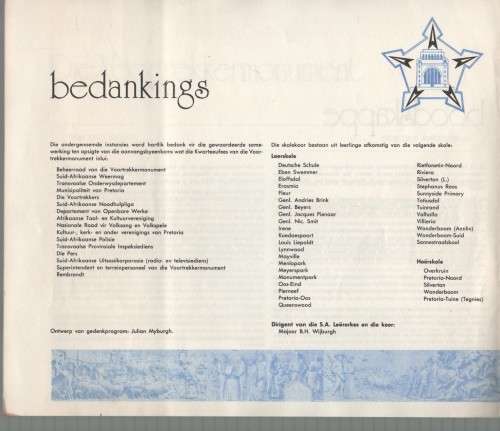 bedankings
Die ondergenoemde instansies word hartlik bedank vir die gewaardeerde same-
werking ten opsigte van die aanvangsbyeenkoms wat die Kwarteeufees van die Voor-
trekkermonument inlui:
Beheerraad van die Voortrekkermonument
Suid-Afrikaanse Weermag
Transvaalse Onderwysdepartement
Munisipaliteit van Pretoria
Die Voortrekkers
Suid-Afrikaanse Noodhulpliga
Departement van Openbare Werke
Afrikaanse Taal- en Kultuurvereniging
Nasionale Raad vir Volksang en Volkspele
Kultuur-, kerk- en ander verenigings van Pretoria
Suid-Afrikaanse Polisie
Transvaalse Provinsiale Inspeksiediens
Die Pers
Suid-Afrikaanse Uitsaaikorporasie (radio- en televisiediens)
Superintendent en terreinpersoneel van die Voortrekkermonument
Rembrandt
Ontwerp van gedenkprogram: Julian Myburgh.
Die skolekoor bestaan uit leerlinge afkomstig van die volgende skole:
Laerskole
Deutsche Schule
Eben Swemmer
Eloffsdal
Erasmia
Fleur
Genl. Andries Brink
Genl. Beyers
Genl. Jacques Pienaar
Genl. Nic. Smit
Irene
Koedoespoort
Louis Leipoldt
Lynnwood
Mayville
Menlopark
Meyerspark
Monumentpark
Oos-Eind
Pierneef
Pretoria-Oos
Queenswood
Rietfontein-Noord
Riviera
Silverton (L.)
Stephanus Roos
Sunnyside Primary
Totiusdal
Tuinrand
Valhalla
Villieria
Wonderboom (Annlin)
Wonderboom-Suid
Sonneskraalskool
Hoërskole
Overkruin
Pretoria-Noord
Silverton
Wonderboom
Pretoria-Tuine (Tegnies)
Dirigent van die S.A. Leërorkes en die koor:
Majoor B.H. Wijburgh